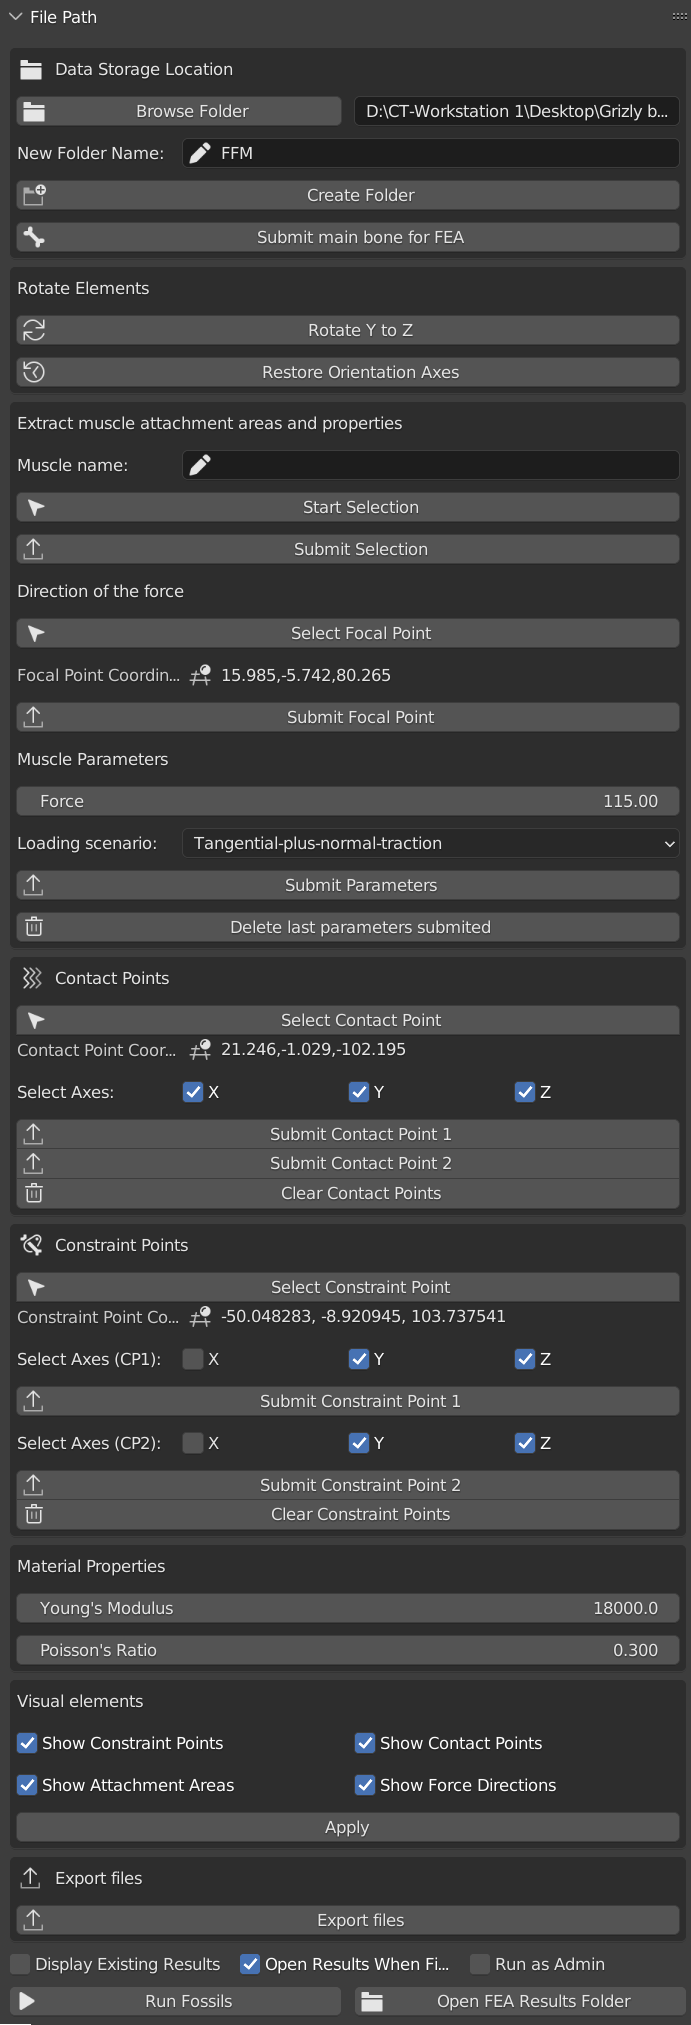 File Path
Data Storage Location
Browse Folder D:\CT-Workstation 1\Desktop\Grizly b...
New Folder Name: FFM
Create Folder
Submit main bone for FEA
Rotate Elements
Rotate Y to Z
Restore Orientation Axes
Extract muscle attachment areas and properties
Muscle name:
Start Selection
Submit Selection
Direction of the force
Select Focal Point
Focal Point Coordin... 15.985,-5.742,80.265
Submit Focal Point
Muscle Parameters
Force 115.00
Loading scenario: Tangential-plus-normal-traction
Submit Parameters
Delete last parameters submited
Contact Points
Select Contact Point
Contact Point Coor... 21.246,-1.029,-102.195
Select Axes: X Y Z
Submit Contact Point 1
Submit Contact Point 2
Clear Contact Points
Constraint Points
Select Constraint Point
Constraint Point Co... -50.048283, -8.920945, 103.737541
Select Axes (CP1): X Y Z
Submit Constraint Point 1
Select Axes (CP2): X Y Z
Submit Constraint Point 2
Clear Constraint Points
Material Properties
Young's Modulus 18000.0
Poisson's Ratio 0.300
Visual elements
Show Constraint Points Show Contact Points
Show Attachment Areas Show Force Directions
Apply
Export files
Export files
Display Existing Results Open Results When Fi... Run as Admin
Run Fossils Open FEA Results Folder